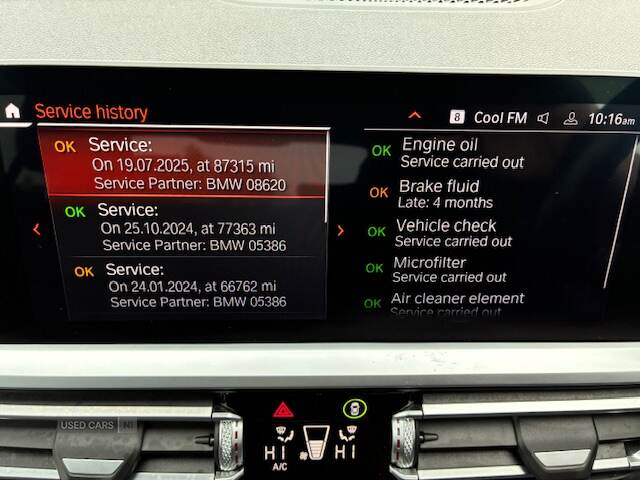 Service history
8 Cool FM 10:16am
OK Service:
On 19.07.2025, at 87315 mi
Service Partner: BMW 08620
OK Service:
On 25.10.2024, at 77363 mi
Service Partner: BMW 05386
OK Service:
On 24.01.2024, at 66762 mi
Service Partner: BMW 05386
OK Engine oil
Service carried out
OK Brake fluid
Late: 4 months
OK Vehicle check
Service carried out
OK Microfilter
Service carried out
OK Air cleaner element
Service carried out
HI HI
A/C
USED CARS NI